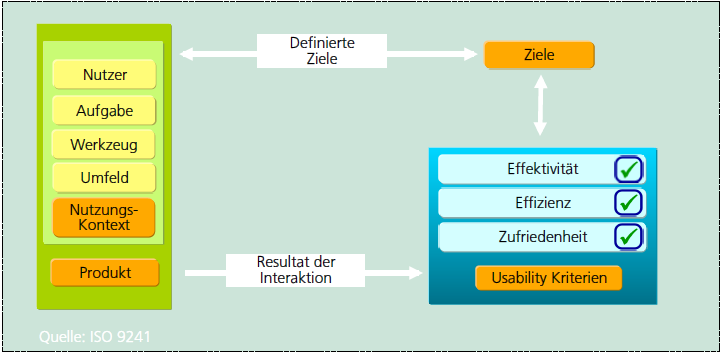 Nutzer
Aufgabe
Werkzeug
Umfeld
Nutzungs-
Kontext
Produkt
Definierte
Ziele
Ziele
Effektivität
Effizienz
Zufriedenheit
Usability Kriterien
Resultat der
Interaktion
Quelle: ISO 9241